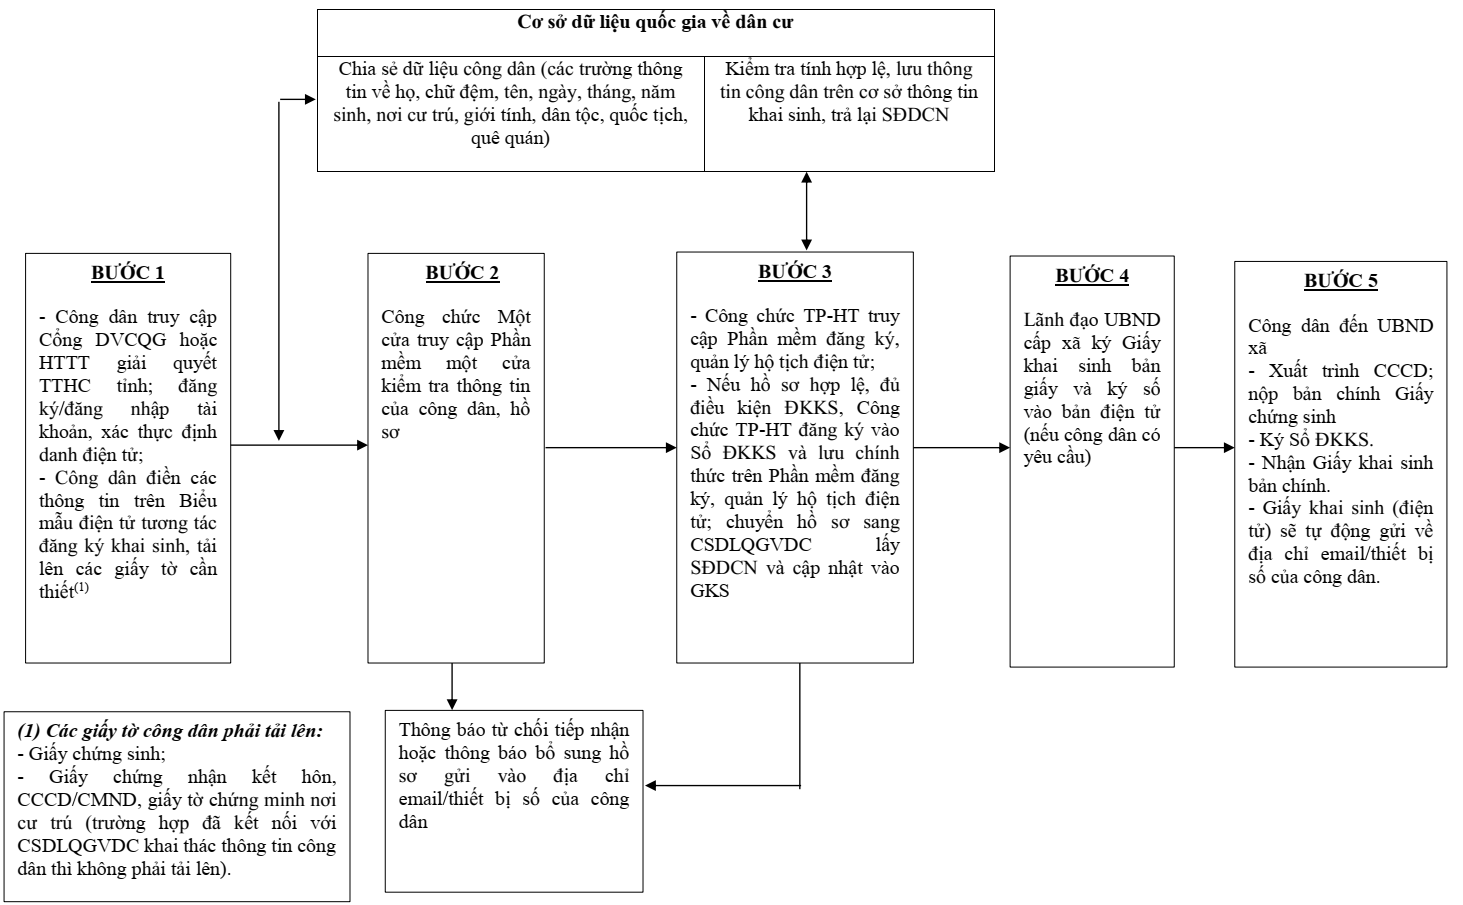 Cơ sở dữ liệu quốc gia về dân cư
Chia sẻ dữ liệu công dân (các trường thông
tin về họ, chữ đệm, tên, ngày, tháng, năm
sinh, nơi cư trú, giới tính, dân tộc, quốc tịch,
quê quán)
Kiểm tra tính hợp lệ, lưu thông
tin công dân trên cơ sở thông tin
khai sinh, trả lại SĐDCN
BƯỚC 1
- Công dân truy cập
Cổng DVCQG hoặc
HTTT giải quyết
TTHC tỉnh; đăng
ký/đăng nhập tài
khoản, xác thực định
danh điện tử;
- Công dân điền các
thông tin trên Biểu
mẫu điện tử tương tác
đăng ký khai sinh, tải
lên các giấy tờ cần
thiết(1)
BƯỚC 2
Công chức Một
cửa truy cập Phần
mềm một cửa
kiểm tra thông tin
của công dân, hồ
sơ
BƯỚC 3
- Công chức TP-HT truy
cập Phần mềm đăng ký,
quản lý hộ tịch điện tử;
- Nếu hồ sơ hợp lệ, đủ
điều kiện ĐKKS, Công
chức TP-HT đăng ký vào
Sổ ĐKKS và lưu chính
thức trên Phần mềm đăng
ký, quản lý hộ tịch điện
tử; chuyển hồ sơ sang
CSDLQGVDC lấy
SĐDCN và cập nhật vào
GKS
BƯỚC 4
Lãnh đạo UBND
cấp xã ký Giấy
khai sinh bản
giấy và ký số
vào bản điện tử
(nếu công dân có
yêu cầu)
BƯỚC 5
Công dân đến UBND
xã
- Xuất trình CCCD;
nộp bản chính Giấy
chứng sinh
- Ký Sổ ĐKKS.
- Nhận Giấy khai sinh
bản chính.
- Giấy khai sinh (điện
tử) sẽ tự động gửi về
địa chỉ email/thiết bị
số của công dân.
(1) Các giấy tờ công dân phải tải lên:
- Giấy chứng sinh;
- Giấy chứng nhận kết hôn,
CCCD/CMND, giấy tờ chứng minh nơi
cư trú (trường hợp đã kết nối với
CSDLQGVDC khai thác thông tin công
dân thì không phải tải lên).
Thông báo từ chối tiếp nhận
hoặc thông báo bổ sung hồ
sơ gửi vào địa chỉ
email/thiết bị số của công
dân